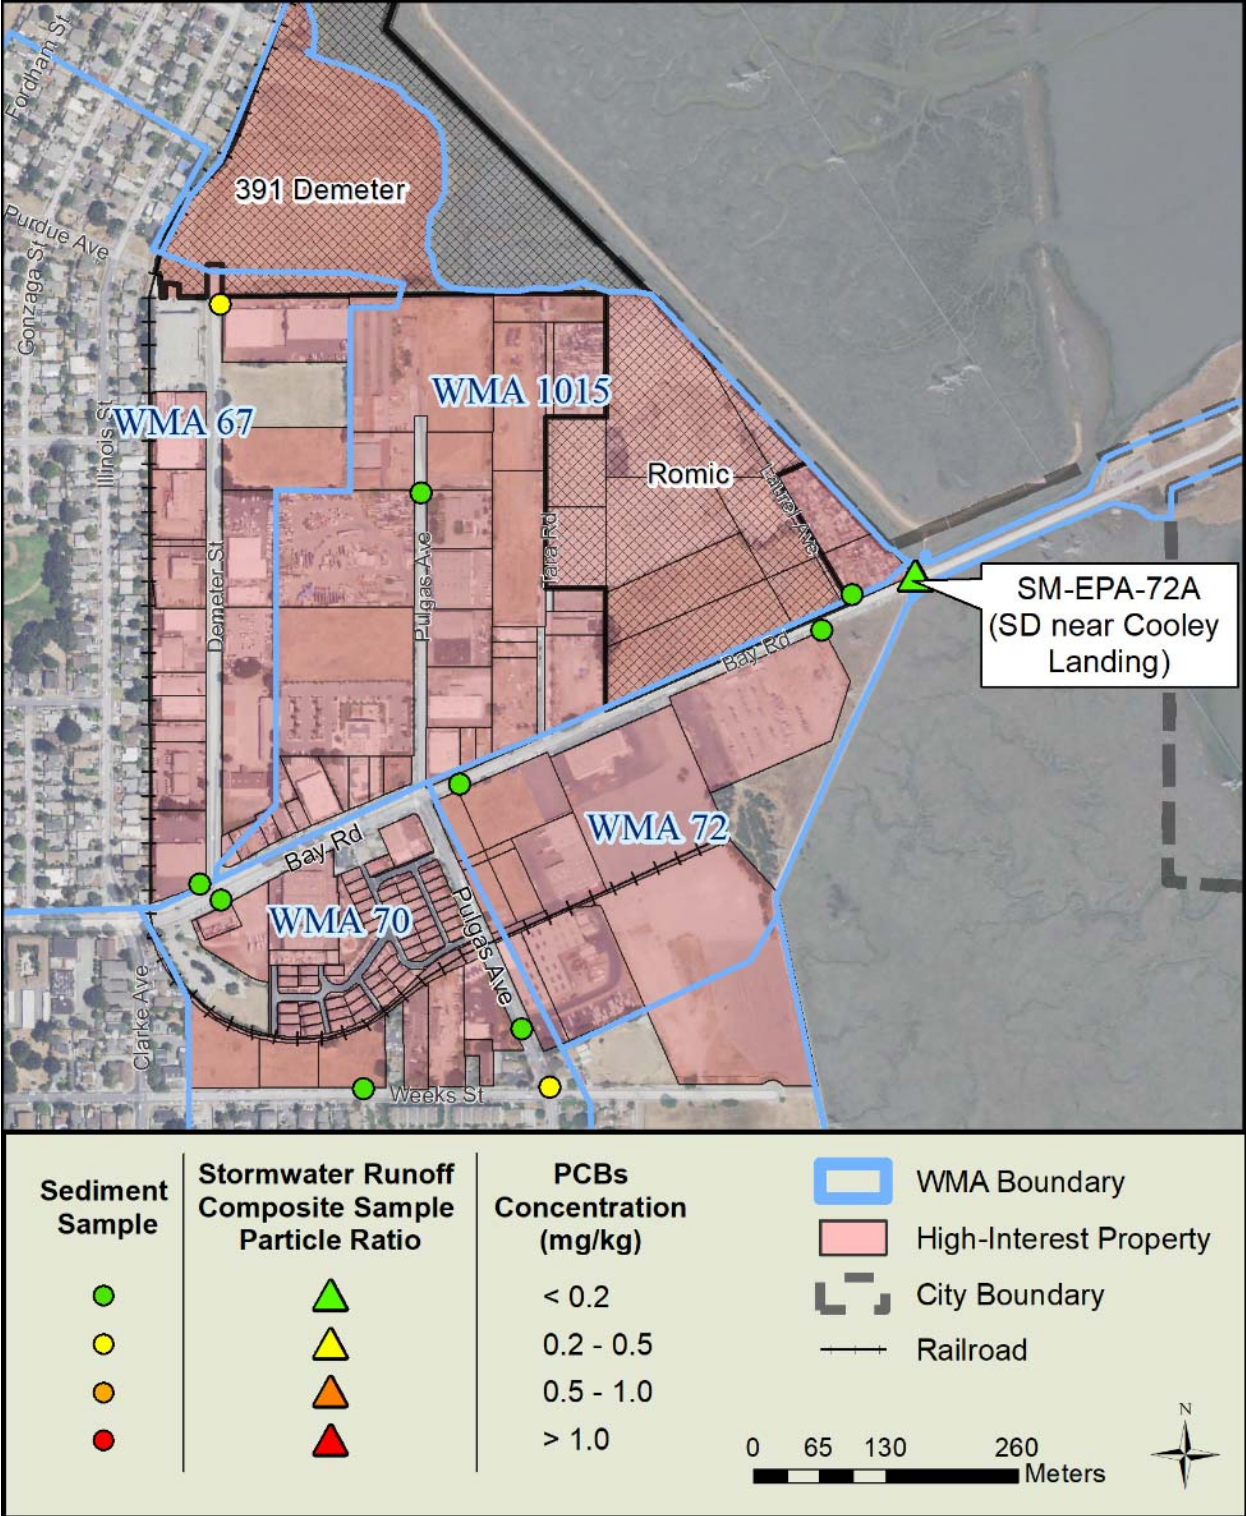 Fordham St
391 Demeter
Purdue Ave
Gonzaga St
WMA 1015
WMA 67
Illinois St
Romic
Laurel Ave
Tara Rd
Demeter St
Pulgas Ave
SM-EPA-72A
(SD near Cooley
Landing)
Bay Rd
WMA 72
Bay Rd
WMA 70
Pulgas Ave
Clarke Ave
Weeks St
Sediment
Sample
Stormwater Runoff
Composite Sample
Particle Ratio
PCBs
Concentration
(mg/kg)
< 0.2
0.2 - 0.5
0.5 - 1.0
> 1.0
WMA Boundary
High-Interest Property
City Boundary
Railroad
N
0 65 130 260
Meters